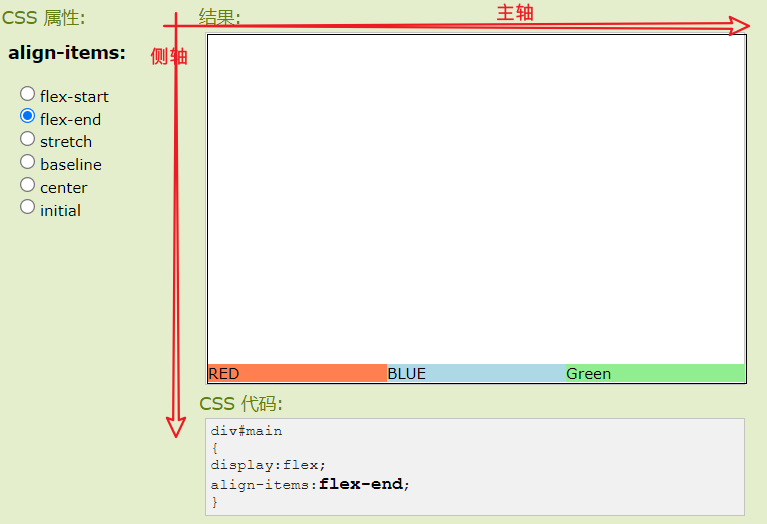 CSS 属性:
结果:
主轴
align-items:
侧轴
flex-start
flex-end
stretch
baseline
center
initial
RED
BLUE
Green
CSS 代码:
div#main
{
display:flex;
align-items:flex-end;
}